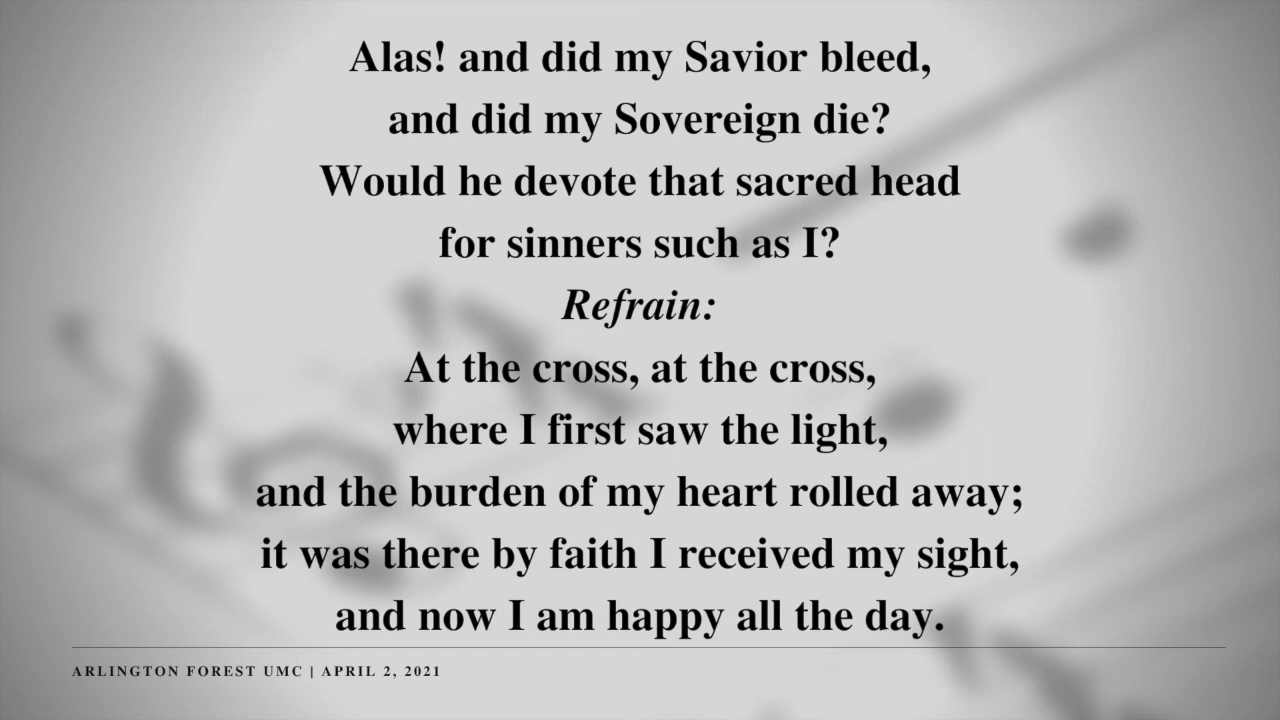 Alas! and did my Savior bleed,
and did my Sovereign die?
Would he devote that sacred head
for sinners such as I?
Refrain:
At the cross, at the cross,
where I first saw the light,
and the burden of my heart rolled away;
it was there by faith I received my sight,
and now I am happy all the day.
ARLINGTON FOREST UMC | APRIL 2, 2021